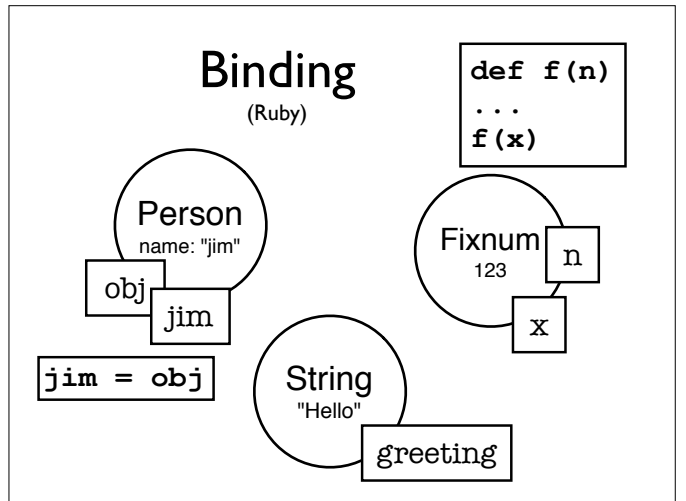 Binding
(Ruby)
def f(n)
...
f(x)
Person
name: "jim"
obj
jim
jim = obj
Fixnum
123
n
x
String
"Hello"
greeting